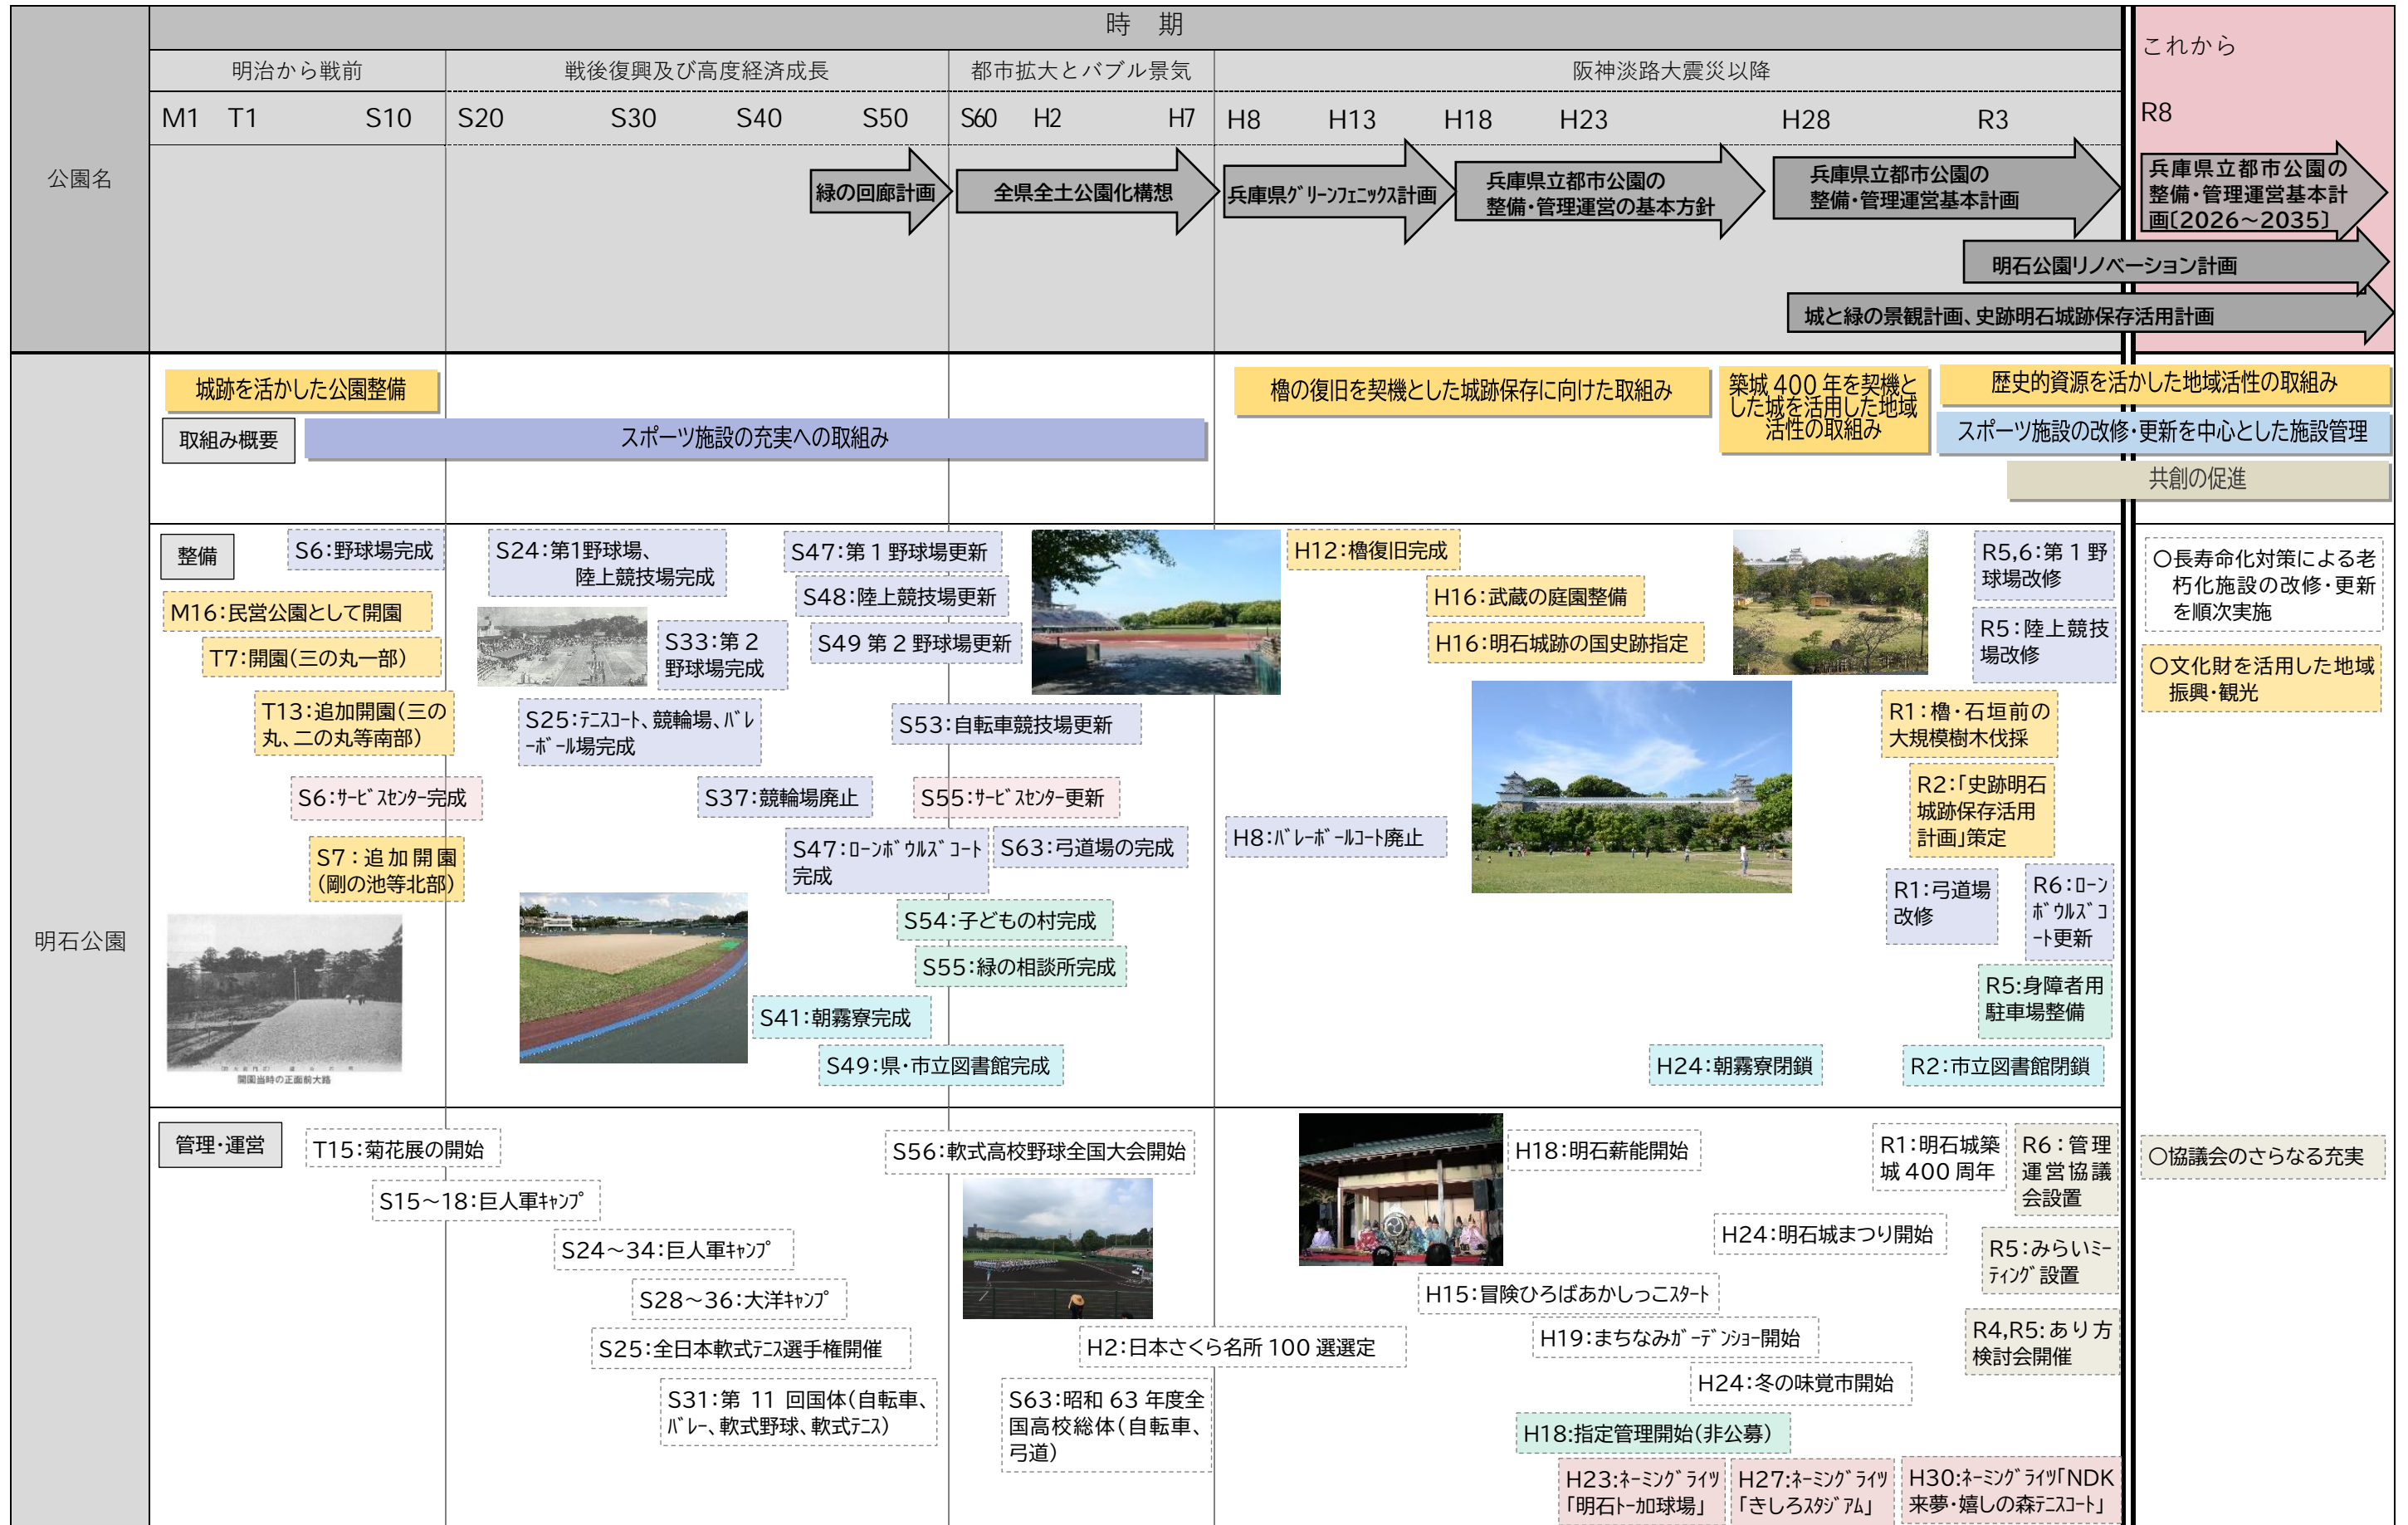 時　期
これから
明治から戦前
戦後復興及び高度経済成長
都市拡大とバブル景気
阪神淡路大震災以降
M1
T1
S10
S20
S30
S40
S50
S60
H2
H7
H8
H13
H18
H23
H28
R3
R8
公園名
緑の回廊計画
全県全土公園化構想
兵庫県ｸﾞﾘｰﾝﾌｪﾆｯｸｽ計画
兵庫県立都市公園の
整備・管理運営の基本方針
兵庫県立都市公園の
整備・管理運営基本計画
兵庫県立都市公園の
整備・管理運営基本計
画〔2026～2035〕
明石公園リノベーション計画
城と緑の景観計画、史跡明石城跡保存活用計画
明石公園
城跡を活かした公園整備
櫓の復旧を契機とした城跡保存に向けた取組み
築城 400 年を契機と
した城を活用した地域
活性の取組み
歴史的資源を活かした地域活性の取組み
取組み概要
スポーツ施設の充実への取組み
スポーツ施設の改修・更新を中心とした施設管理
共創の促進
整備
S6：野球場完成
M16：民営公園として開園
T7：開園(三の丸一部)
T13：追加開園(三の
丸、二の丸等南部)
S6：ｻｰﾋﾞｽｾﾝﾀｰ完成
S7：追加開園
(剛の池等北部)
開園当時の正面前大路
S24：第1野球場、
陸上競技場完成
S33：第 2
野球場完成
S25：ﾃﾆｽｺｰﾄ、競輪場、ﾊﾞﾚ
ｰﾎﾞｰﾙ場完成
S37：競輪場廃止
S47：第 1 野球場更新
S48：陸上競技場更新
S49 第 2 野球場更新
S53：自転車競技場更新
S55：ｻｰﾋﾞｽｾﾝﾀｰ更新
S47：ﾛｰﾝﾎﾞｳﾙｽﾞｺｰﾄ
完成
S63：弓道場の完成
S54：子どもの村完成
S55：緑の相談所完成
S41：朝霧寮完成
S49：県・市立図書館完成
H12：櫓復旧完成
H16：武蔵の庭園整備
H16：明石城跡の国史跡指定
H8：ﾊﾞﾚｰﾎﾞｰﾙｺｰﾄ廃止
H24：朝霧寮閉鎖
R5,6：第 1 野
球場改修
R5：陸上競技
場改修
R1：櫓・石垣前の
大規模樹木伐採
R2：｢史跡明石
城跡保存活用
計画｣策定
R1：弓道場
改修
R6：ﾛｰﾝ
ﾎﾞｳﾙｽﾞｺ
ｰﾄ更新
R5:身障者用
駐車場整備
R2：市立図書館閉鎖
〇長寿命化対策による老
朽化施設の改修・更新
を順次実施
〇文化財を活用した地域
振興・観光
管理・運営
T15：菊花展の開始
S15～18：巨人軍ｷｬﾝﾌﾟ
S24～34：巨人軍ｷｬﾝﾌﾟ
S28～36：大洋ｷｬﾝﾌﾟ
S25：全日本軟式ﾃﾆｽ選手権開催
S31：第 11 回国体(自転車、
ﾊﾞﾚｰ、軟式野球、軟式ﾃﾆｽ)
S56：軟式高校野球全国大会開始
H2：日本さくら名所 100 選選定
S63：昭和 63 年度全
国高校総体(自転車、
弓道)
H18：明石薪能開始
H24：明石城まつり開始
H15：冒険ひろばあかしっこｽﾀｰﾄ
H19：まちなみｶﾞｰﾃﾞﾝｼｮｰ開始
H24：冬の味覚市開始
H18:指定管理開始(非公募)
H23:ﾈｰﾐﾝｸﾞﾗｲﾂ
｢明石ﾄｰｶﾛ球場｣
H27：ﾈｰﾐﾝｸﾞﾗｲﾂ
｢きしろｽﾀｼﾞｱﾑ｣
H30:ﾈｰﾐﾝｸﾞﾗｲﾂ｢NDK
来夢・嬉しの森ﾃﾆｽｺｰﾄ｣
R1：明石城築
城 400 周年
R6：管理
運営協議
会設置
R5：みらいﾐｰ
ﾃｨﾝｸﾞ設置
R4,R5：あり方
検討会開催
〇協議会のさらなる充実